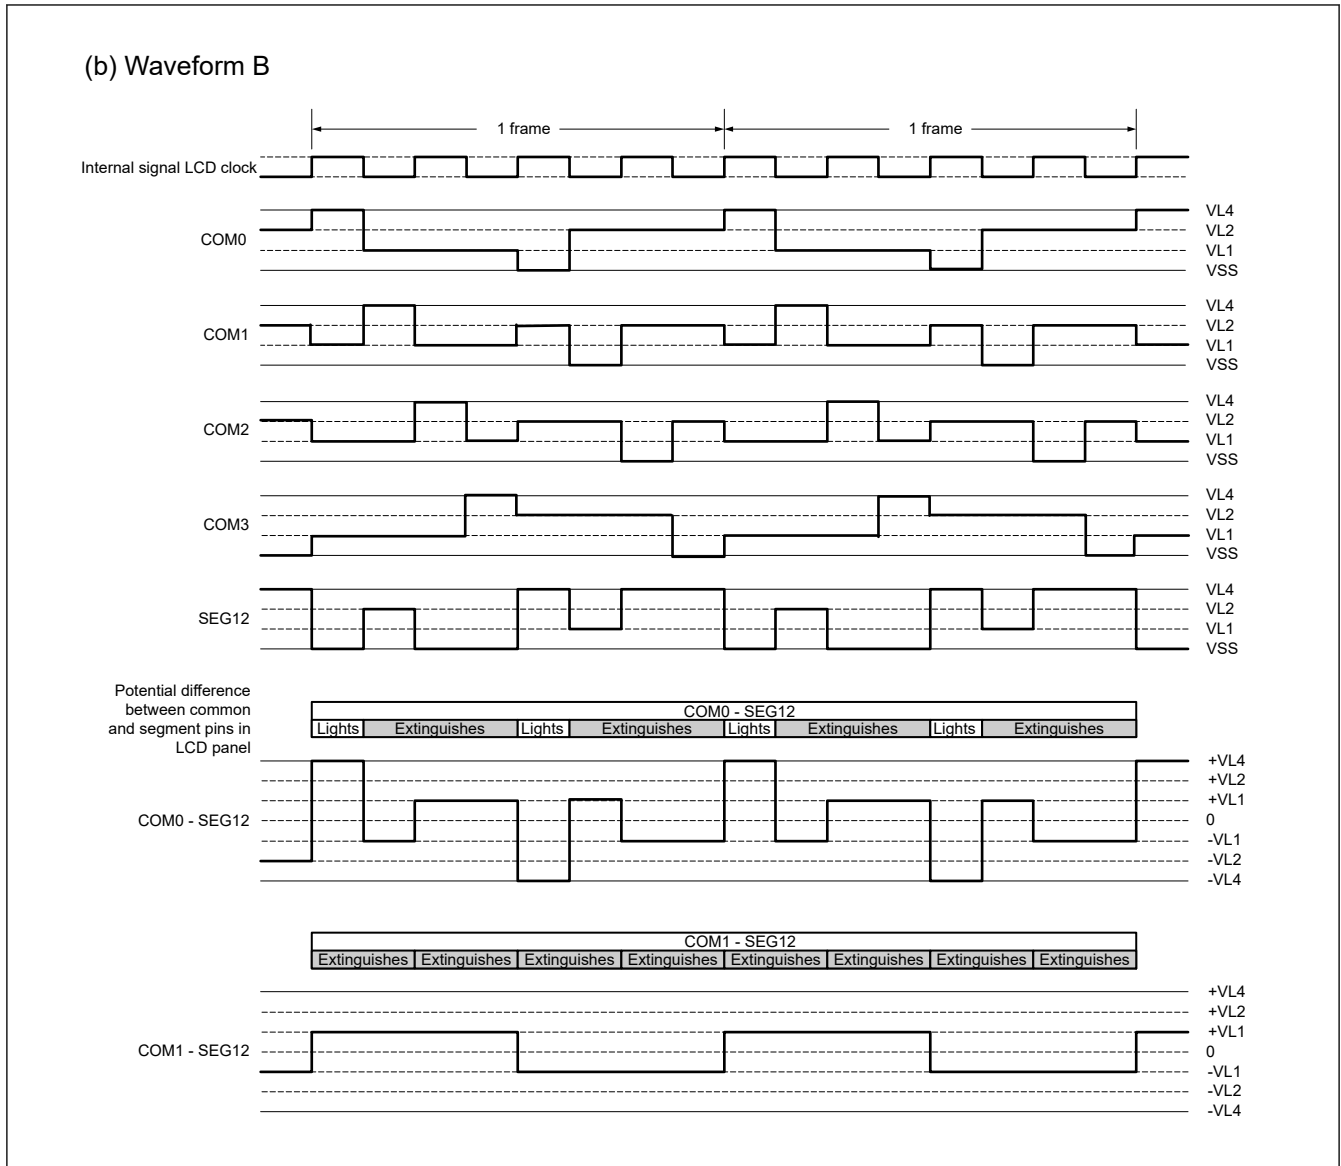 (b) Waveform B
1 frame 1 frame
Internal signal LCD clock
COM0
VL4
VL2
VL1
VSS
COM1
VL4
VL2
VL1
VSS
COM2
VL4
VL2
VL1
VSS
COM3
VL4
VL2
VL1
VSS
SEG12
VL4
VL2
VL1
VSS
Potential difference
between common
and segment pins in
LCD panel
COM0 - SEG12
Lights Extinguishes Lights Extinguishes Lights Extinguishes Lights Extinguishes
COM0 - SEG12
+VL4
+VL2
+VL1
0
-VL1
-VL2
-VL4
COM1 - SEG12
Extinguishes Extinguishes Extinguishes Extinguishes Extinguishes Extinguishes Extinguishes Extinguishes
COM1 - SEG12
+VL4
+VL2
+VL1
0
-VL1
-VL2
-VL4